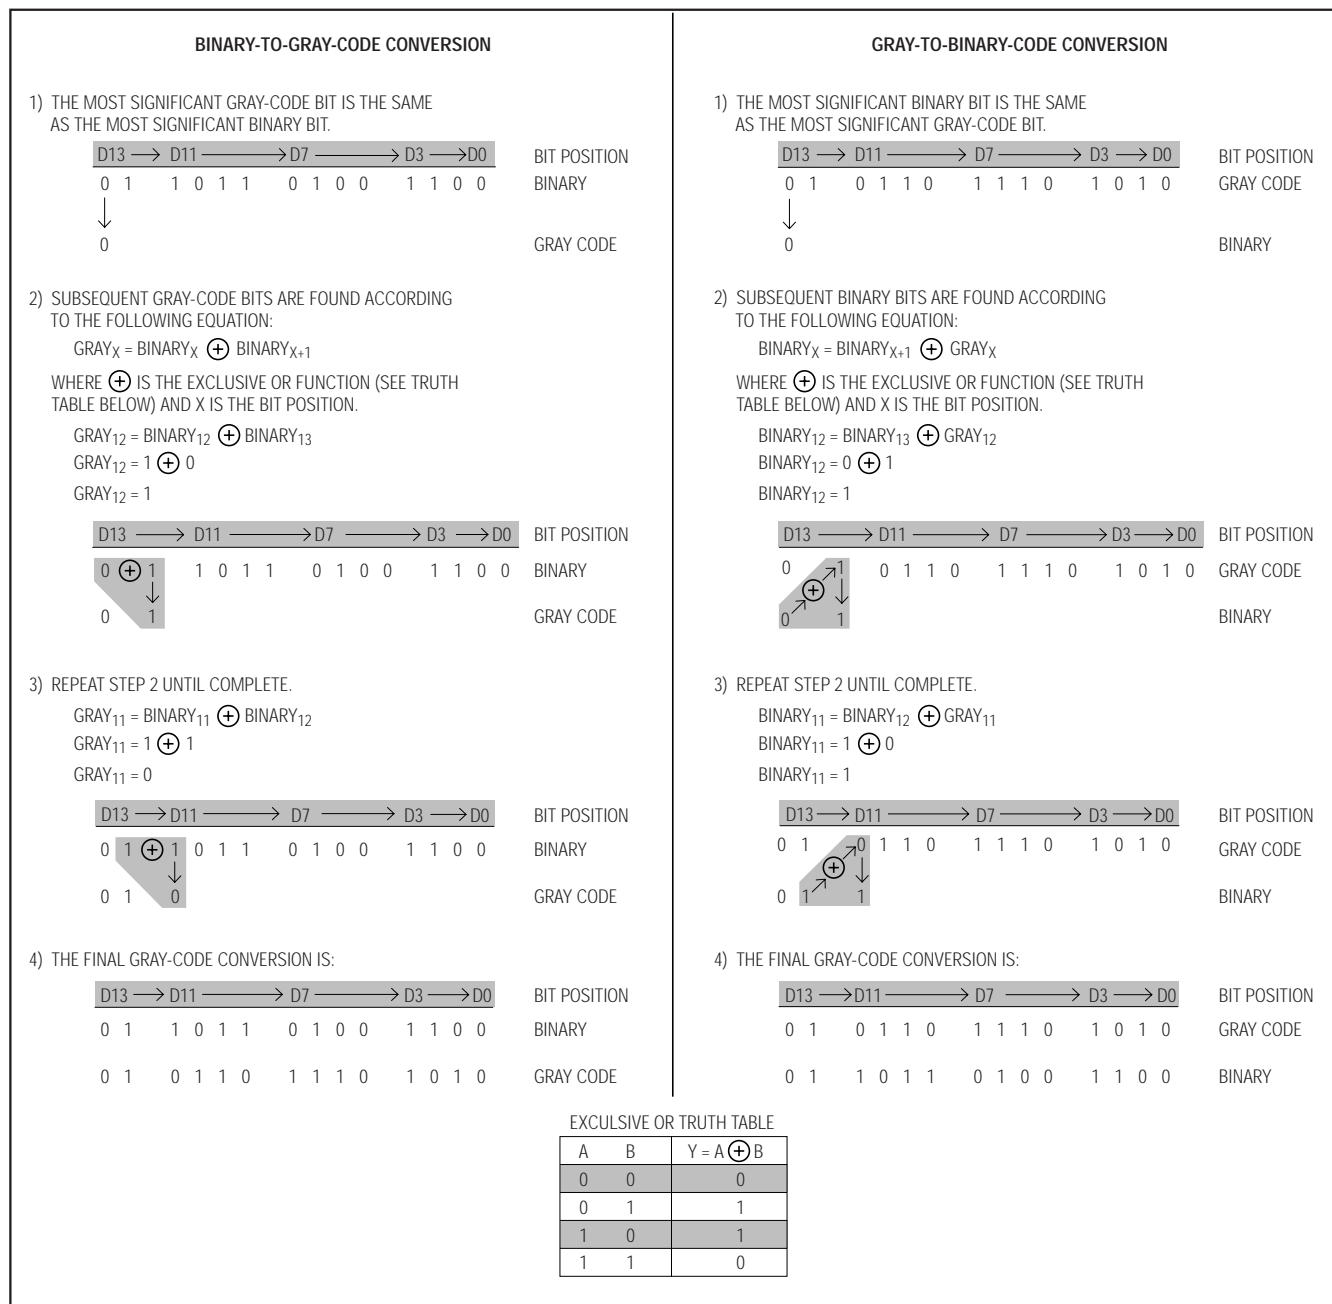 BINARY-TO-GRAY-CODE CONVERSION
1) THE MOST SIGNIFICANT GRAY-CODE BIT IS THE SAME
AS THE MOST SIGNIFICANT BINARY BIT.
D13 → D11 → D7 → D3 → D0 BIT POSITION
0 1 1 0 1 1 0 1 0 0 1 1 0 0 BINARY
0 GRAY CODE
2) SUBSEQUENT GRAY-CODE BITS ARE FOUND ACCORDING
TO THE FOLLOWING EQUATION:
GRAYX = BINARYX ⊕ BINARYX+1
WHERE ⊕ IS THE EXCLUSIVE OR FUNCTION (SEE TRUTH
TABLE BELOW) AND X IS THE BIT POSITION.
GRAY12 = BINARY12 ⊕ BINARY13
GRAY12 = 1 ⊕ 0
GRAY12 = 1
D13 → D11 → D7 → D3 → D0 BIT POSITION
0 ⊕ 1 1 0 1 1 0 1 0 0 1 1 0 0 BINARY
0 1 GRAY CODE
3) REPEAT STEP 2 UNTIL COMPLETE.
GRAY11 = BINARY11 ⊕ BINARY12
GRAY11 = 1 ⊕ 1
GRAY11 = 0
D13 → D11 → D7 → D3 → D0 BIT POSITION
0 1 ⊕ 1 0 1 1 0 1 0 0 1 1 0 0 BINARY
0 1 0 GRAY CODE
4) THE FINAL GRAY-CODE CONVERSION IS:
D13 → D11 → D7 → D3 → D0 BIT POSITION
0 1 1 0 1 1 0 1 0 0 1 1 0 0 BINARY
0 1 0 1 1 0 1 1 1 0 1 0 1 0 GRAY CODE
GRAY-TO-BINARY-CODE CONVERSION
1) THE MOST SIGNIFICANT BINARY BIT IS THE SAME
AS THE MOST SIGNIFICANT GRAY-CODE BIT.
D13 → D11 → D7 → D3 → D0 BIT POSITION
0 1 0 1 1 0 1 1 1 0 1 0 1 0 GRAY CODE
0 BINARY
2) SUBSEQUENT BINARY BITS ARE FOUND ACCORDING
TO THE FOLLOWING EQUATION:
BINARYX = BINARYX+1 ⊕ GRAYX
WHERE ⊕ IS THE EXCLUSIVE OR FUNCTION (SEE TRUTH
TABLE BELOW) AND X IS THE BIT POSITION.
BINARY12 = BINARY13 ⊕ GRAY12
BINARY12 = 0 ⊕ 1
BINARY12 = 1
D13 → D11 → D7 → D3 → D0 BIT POSITION
0 1 0 1 1 0 1 1 1 0 1 0 1 0 GRAY CODE
⊕
0 1 BINARY
3) REPEAT STEP 2 UNTIL COMPLETE.
BINARY11 = BINARY12 ⊕ GRAY11
BINARY11 = 1 ⊕ 0
BINARY11 = 1
D13 → D11 → D7 → D3 → D0 BIT POSITION
0 1 0 1 1 0 1 1 1 0 1 0 1 0 GRAY CODE
⊕
0 1 1 BINARY
4) THE FINAL GRAY-CODE CONVERSION IS:
D13 → D11 → D7 → D3 → D0 BIT POSITION
0 1 0 1 1 0 1 1 1 0 1 0 1 0 GRAY CODE
0 1 1 0 1 1 0 1 0 0 1 1 0 0 BINARY
EXCULSIVE OR TRUTH TABLE
A B Y = A ⊕ B
0 0 0
0 1 1
1 0 1
1 1 0